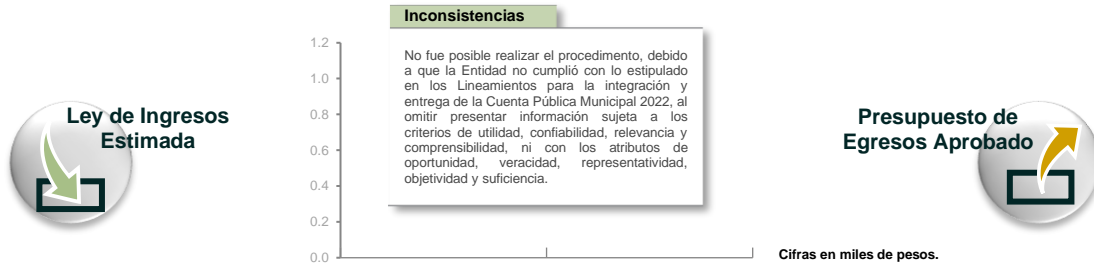 Inconsistencias
No fue posible realizar el procedimento, debido
a que la Entidad no cumplió con lo estipulado
en los Lineamientos para la integración y
entrega de la Cuenta Pública Municipal 2022, al
omitir presentar información sujeta a los
criterios de utilidad, confiabilidad, relevancia y
comprensibilidad, ni con los atributos de
oportunidad, veracidad, representatividad,
objetividad y suficiencia.
Ley de Ingresos
Estimada
1.2
1.0
0.8
0.6
0.4
0.2
0.0
Presupuesto de
Egresos Aprobado
Cifras en miles de pesos.